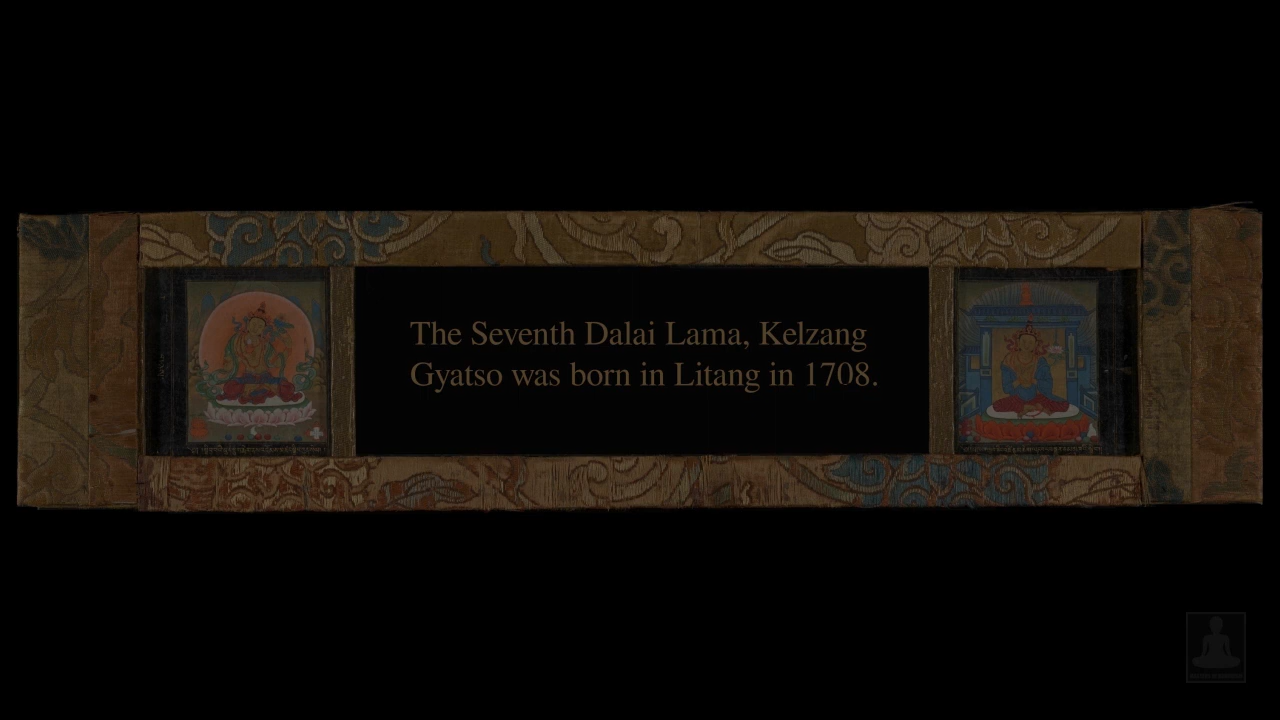 The Seventh Dalai Lama, Kelzang
Gyatso was born in Litang in 1708.